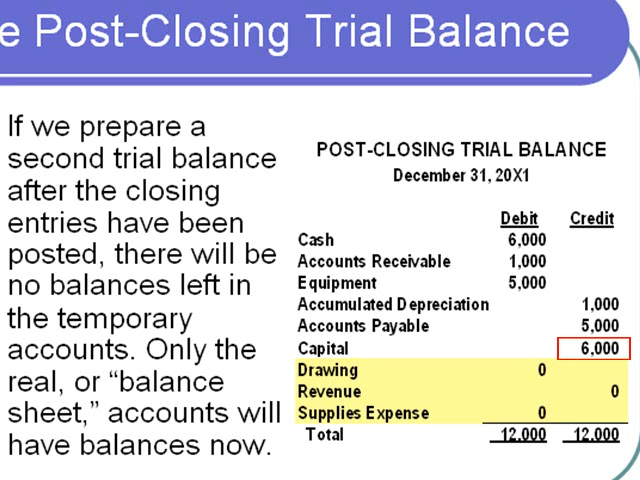 e Post-Closing Trial Balance
If we prepare a
second trial balance
after the closing
entries have been
posted, there will be
no balances left in
the temporary
accounts. Only the
real, or “balance
sheet,” accounts will
have balances now.
POST-CLOSING TRIAL BALANCE
December 31, 20X1
Debit Credit
Cash 6,000
Accounts Receivable 1,000
Equipment 5,000
Accumulated Depreciation 1,000
Accounts Payable 5,000
Capital 6,000
Drawing 0
Revenue 0
Supplies Expense 0
Total 12,000 12,000